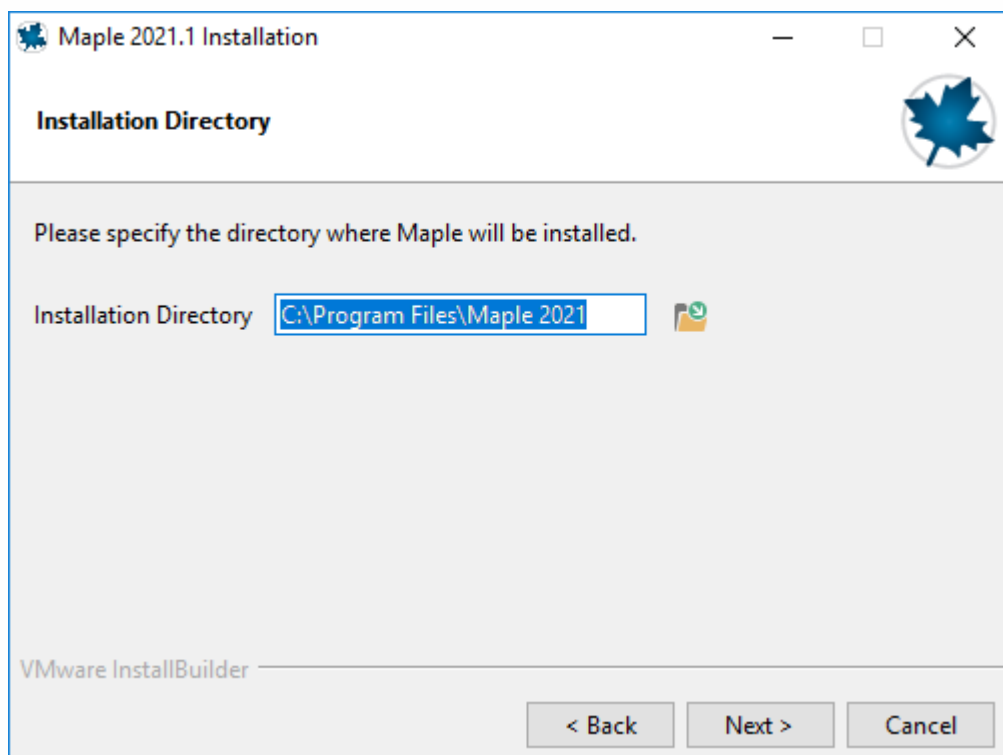 Maple 2021.1 Installation
Installation Directory
Please specify the directory where Maple will be installed.
Installation Directory C:\Program Files\Maple 2021
VMware InstallBuilder
< Back Next > Cancel